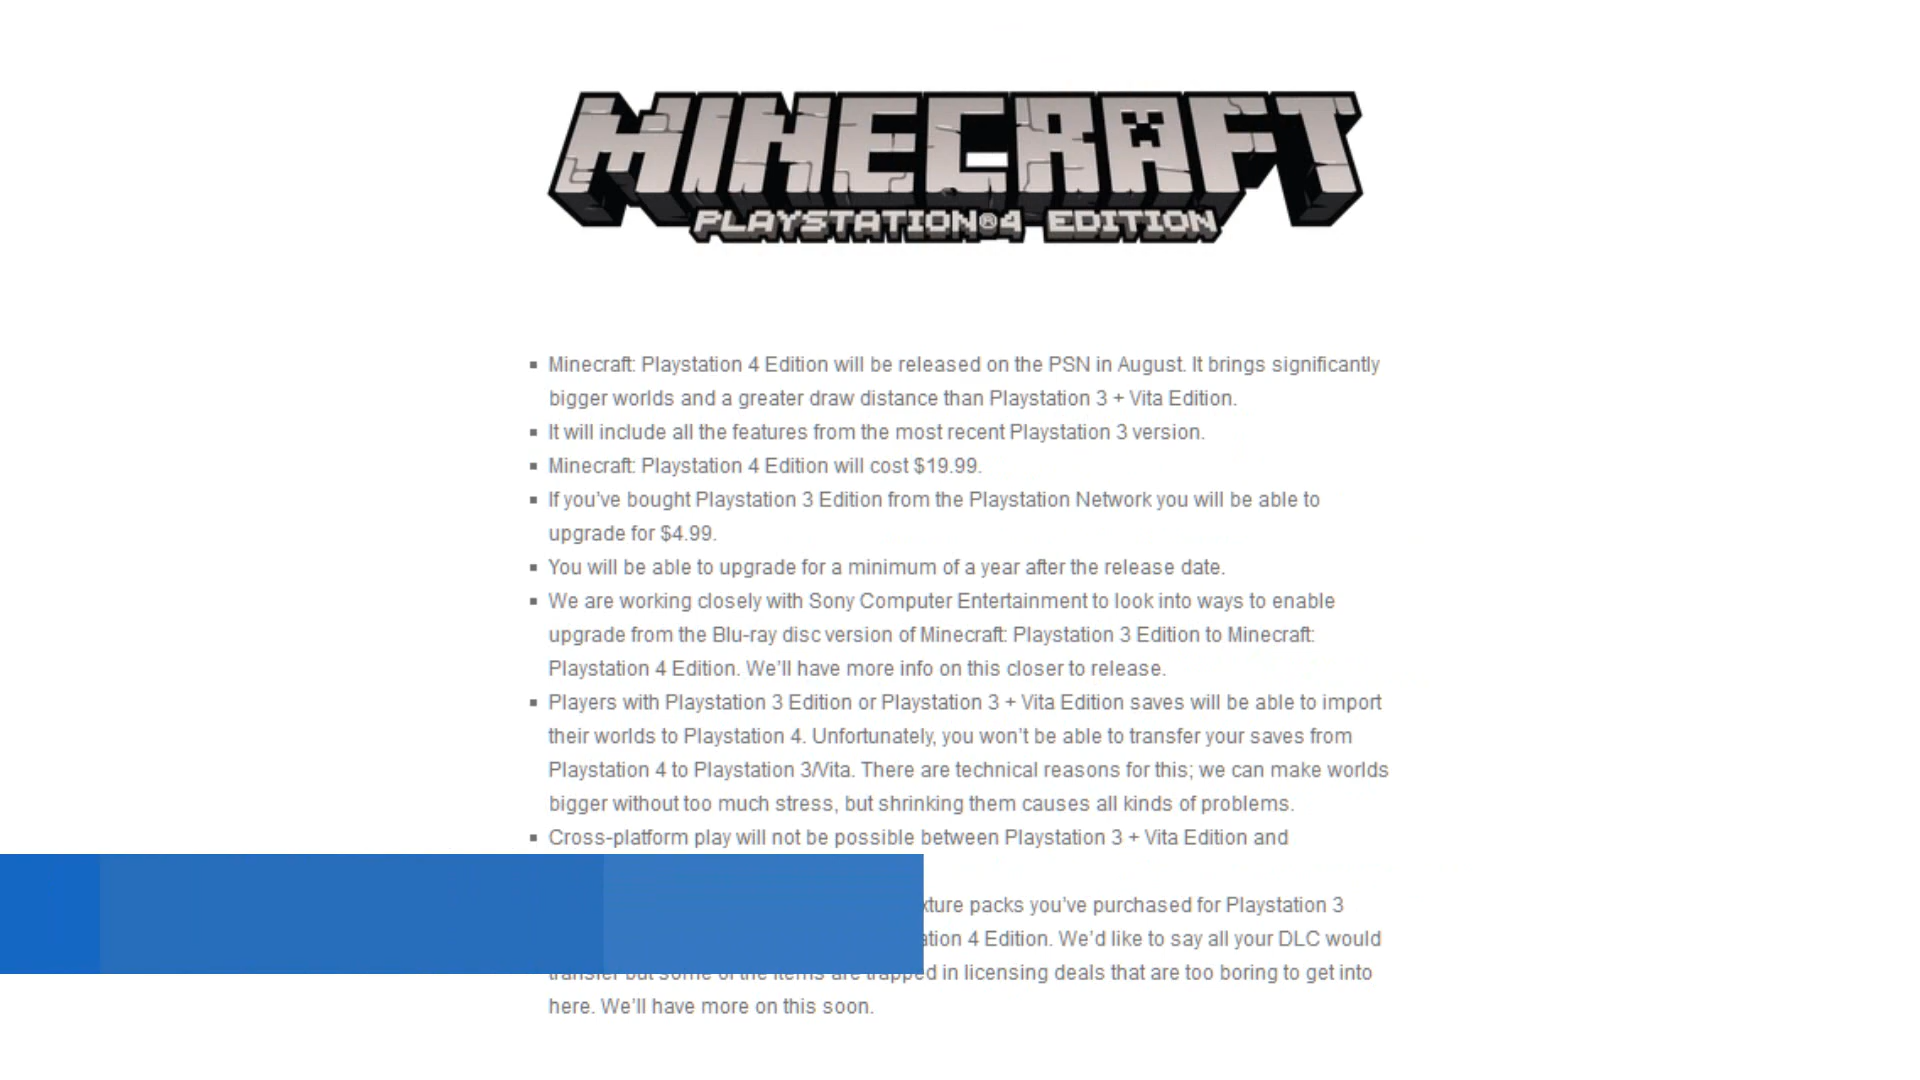 MINECRAFT
PLAYSTATION®4 EDITION
Minecraft: Playstation 4 Edition will be released on the PSN in August. It brings significantly
bigger worlds and a greater draw distance than Playstation 3 + Vita Edition.
It will include all the features from the most recent Playstation 3 version.
Minecraft: Playstation 4 Edition will cost $19.99.
If you've bought Playstation 3 Edition from the Playstation Network you will be able to
upgrade for $4.99.
You will be able to upgrade for a minimum of a year after the release date.
We are working closely with Sony Computer Entertainment to look into ways to enable
upgrade from the Blu-ray disc version of Minecraft: Playstation 3 Edition to Minecraft:
Playstation 4 Edition. We'll have more info on this closer to release.
Players with Playstation 3 Edition or Playstation 3 + Vita Edition saves will be able to import
their worlds to Playstation 4. Unfortunately, you won't be able to transfer your saves from
Playstation 4 to Playstation 3/Vita. There are technical reasons for this; we can make worlds
bigger without too much stress, but shrinking them causes all kinds of problems.
Cross-platform play will not be possible between Playstation 3 + Vita Edition and
packs you've purchased for Playstation 3
4 Edition. We'd like to say all your DLC would
transfer but some of the items are trapped in licensing deals that are too boring to get into
here. We'll have more on this soon.